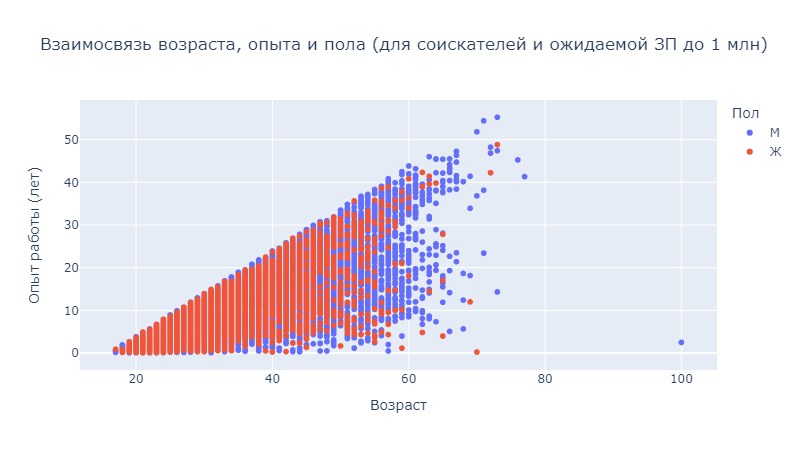 Взаимосвязь возраста, опыта и пола (для соискателей и ожидаемой ЗП до 1 млн)
Пол
М
Ж
Опыт работы (лет)
50
40
30
20
10
0
20
40
60
80
100
Возраст